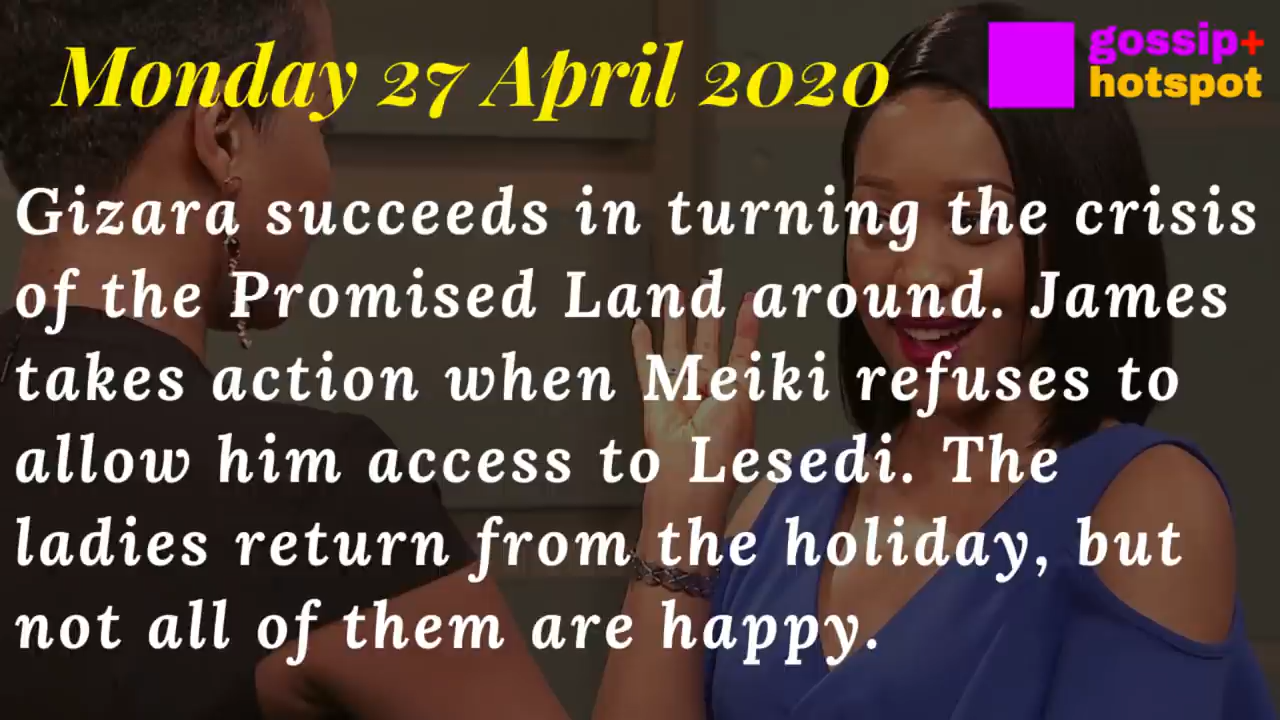 Monday 27 April 2020
gossip+
hotspot
Gizara succeeds in turning the crisis
of the Promised Land around. James
takes action when Meiki refuses to
allow him access to Lesedi. The
ladies return from the holiday, but
not all of them are happy.